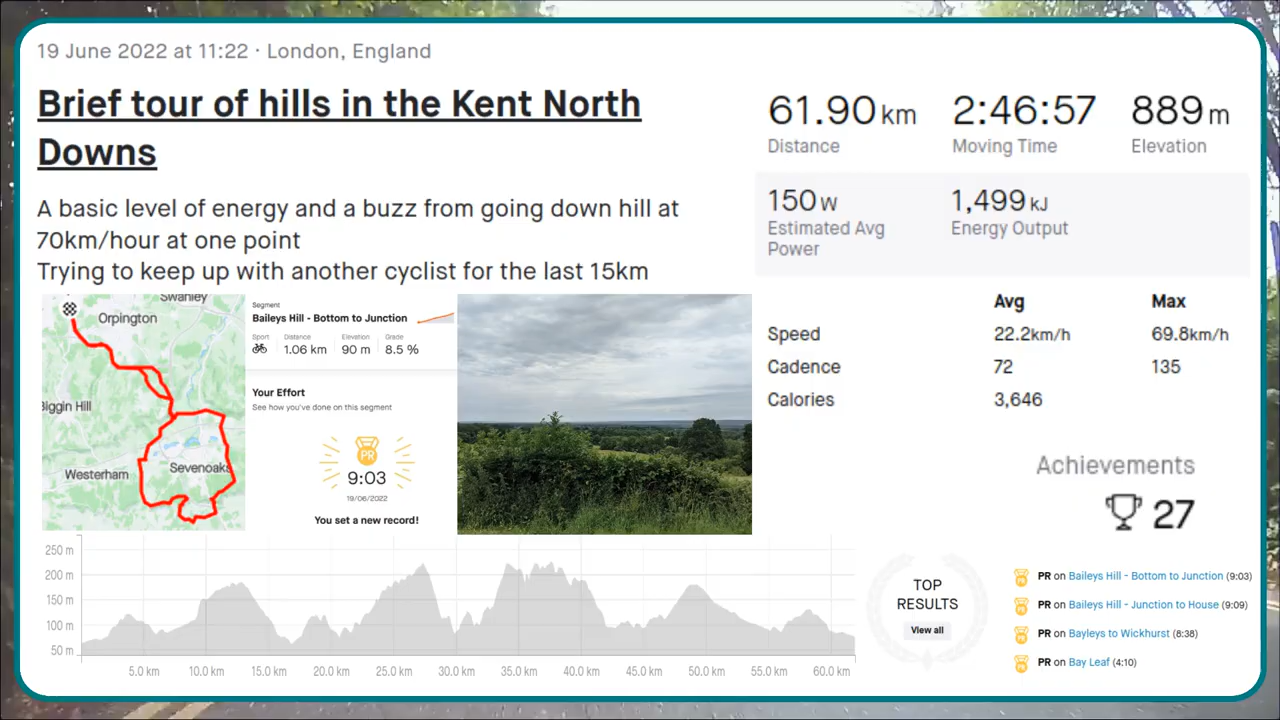 19 June 2022 at 11:22 · London, England
Brief tour of hills in the Kent North
Downs
A basic level of energy and a buzz from going down hill at
70km/hour at one point
Trying to keep up with another cyclist for the last 15km
61.90 km 2:46:57 889 m
Distance Moving Time Elevation
150 W 1,499 kJ
Estimated Avg Energy Output
Power
Avg Max
Speed 22.2km/h 69.8km/h
Cadence 72 135
Calories 3,646
Achievements
27
Swanley
Orpington
Biggin Hill
Westerham
Sevenoaks
Segment
Baileys Hill - Bottom to Junction
Sport Distance Elevation Grade
1.06 km 90 m 8.5 %
Your Effort
See how you've done on this segment
PR
9:03
19/06/2022
You set a new record!
250 m
200 m
150 m
100 m
50 m
5.0 km 10.0 km 15.0 km 20.0 km 25.0 km 30.0 km 35.0 km 40.0 km 45.0 km 50.0 km 55.0 km 60.0 km
TOP
RESULTS
View all
PR PR on Baileys Hill - Bottom to Junction (9:03)
PR PR on Baileys Hill - Junction to House (9:09)
PR PR on Bayleys to Wickhurst (8:38)
PR PR on Bay Leaf (4:10)